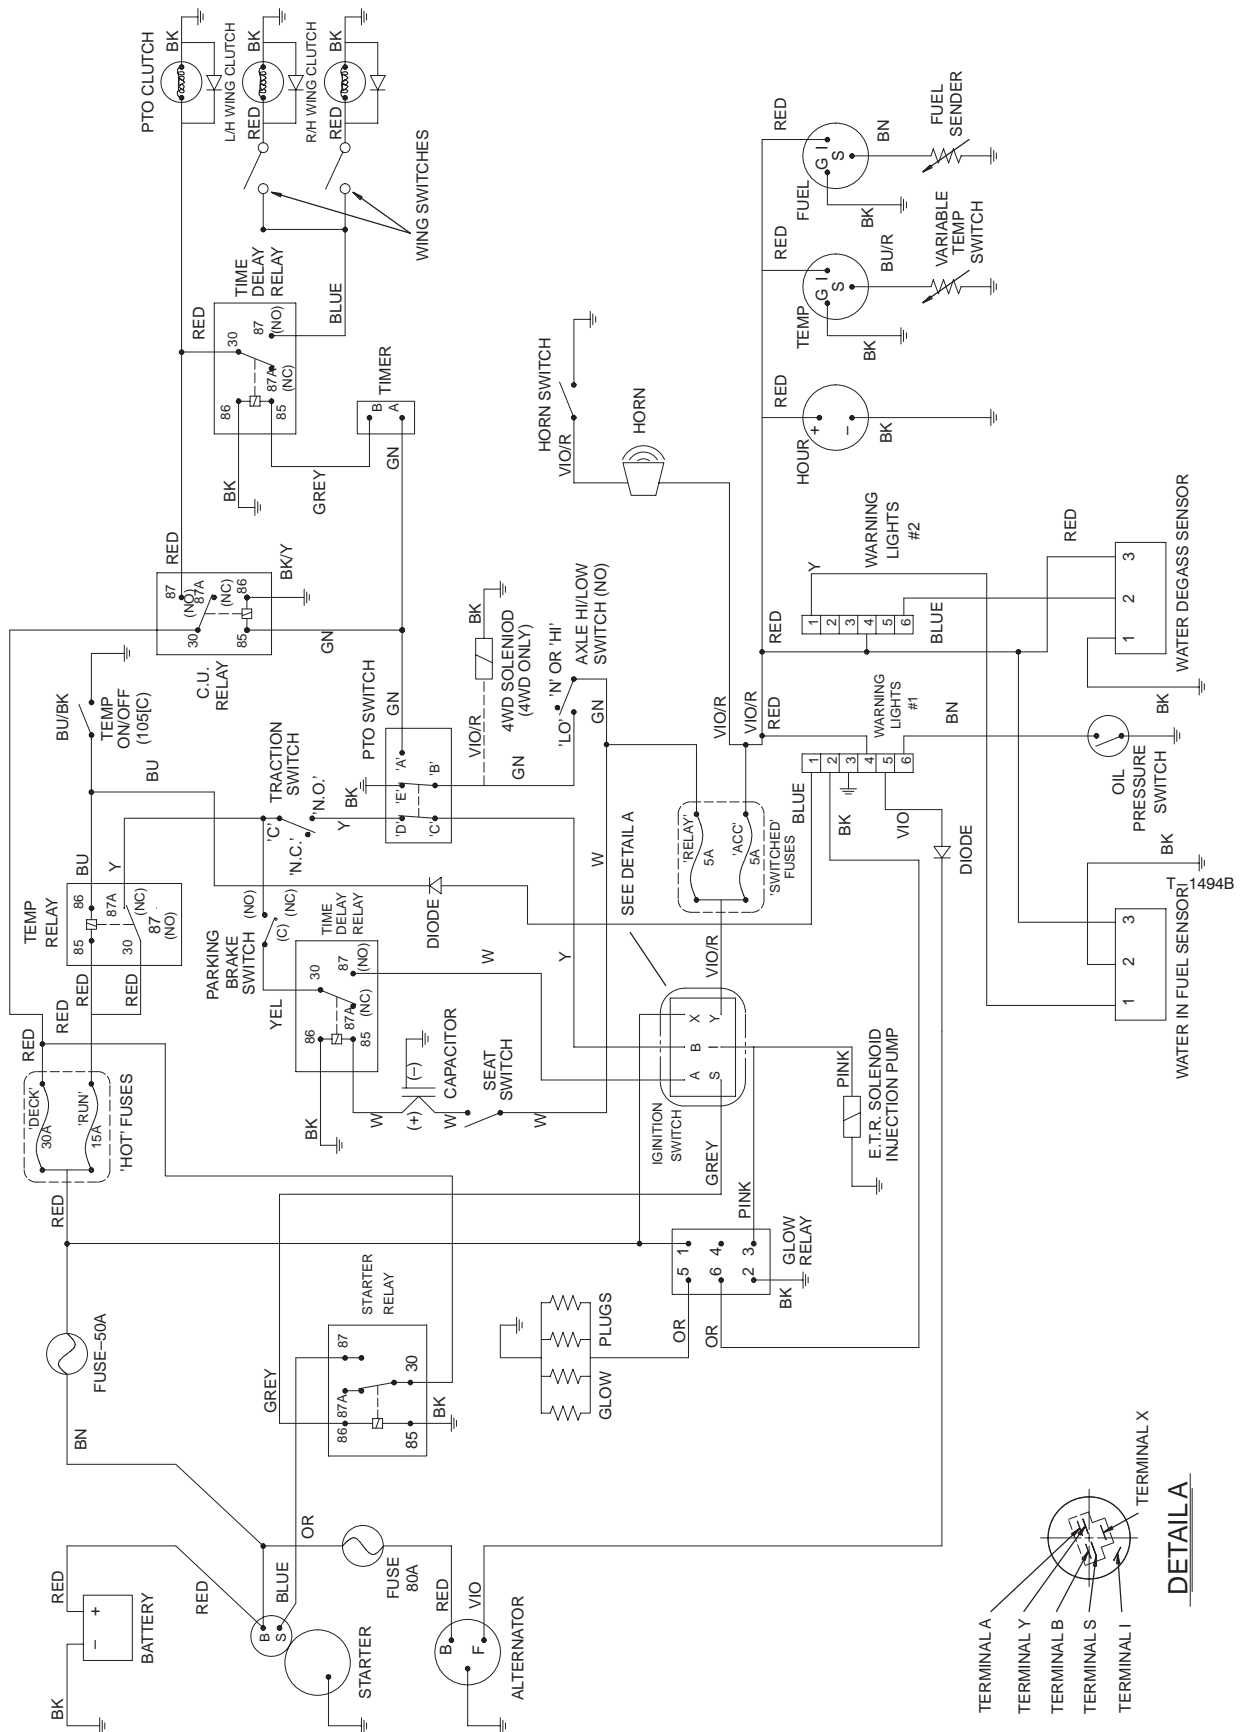 PTO CLUTCH
BK
L/H WING CLUTCH
BK
RED
R/H WING CLUTCH
BK
RED
WING SWITCHES
TIME
DELAY
RELAY
RED
30
87
(NO)
86
87A
(NC)
85
BLUE
BK
GREY
TIMER
B
A
GN
RED
87
(NO)
87A
(NC)
86
30
85
BK/Y
GN
C.U.
RELAY
BU/BK
TEMP
ON/OFF
(105[C)
BU
TRACTION
SWITCH
'C'
'N.O.'
'N.C.'
Y
PTO SWITCH
GN
BK
'A'
'E'
'B'
'D'
'C'
VIO/R
BK
4WD SOLENIOD
(4WD ONLY)
GN
AXLE HI/LOW
SWITCH (NO)
'N' OR 'HI'
'LO'
GN
HORN SWITCH
VIO/R
HORN
VIO/R
VIO/R
RED
TEMP
RELAY
BU
Y
86
87A
(NC)
85
30
87
(NO)
RED
RED
RED
RED
PARKING
BRAKE
SWITCH
(NO)
(NC)
(C)
YEL
TIME
DELAY
RELAY
30
87
(NO)
86
87A
(NC)
85
BK
W
W
DIODE
Y
(+)
(–)
CAPACITOR
W
SEAT
SWITCH
W
W
SEE DETAIL A
'RELAY'
5A
'ACC'
5A
'SWITCHED'
FUSES
VIO/R
'DECK'
30A
'RUN'
15A
'HOT' FUSES
RED
IGNITION
SWITCH
A
B
X
S
I
Y
GREY
PINK
PINK
E.T.R. SOLENOID
INJECTION PUMP
GLOW
RELAY
5
1
6
4
2
3
BK
OR
OR
GLOW
PLUGS
STARTER
RELAY
87
87A
30
86
85
BK
GREY
FUSE–50A
BN
BATTERY
+
–
RED
BK
RED
BLUE
OR
B
S
STARTER
FUSE
80A
RED
VIO
B
F
ALTERNATOR
RED
FUEL
G
I
S
BN
FUEL
SENDER
BK
RED
TEMP
G
I
S
BU/R
VARIABLE
TEMP
SWITCH
BK
RED
HOUR
+
–
BK
WARNING
LIGHTS
#2
1
2
3
4
5
6
Y
BLUE
RED
RED
WATER DEGASS SENSOR
1
2
3
BK
WARNING
LIGHTS
#1
1
2
3
4
5
6
BLUE
BK
VIO
BN
OIL
PRESSURE
SWITCH
DIODE
BK
WATER IN FUEL SENSORI
1
2
3
T–1494B
TERMINAL A
TERMINAL Y
TERMINAL B
TERMINAL S
TERMINAL I
TERMINAL X
DETAIL A